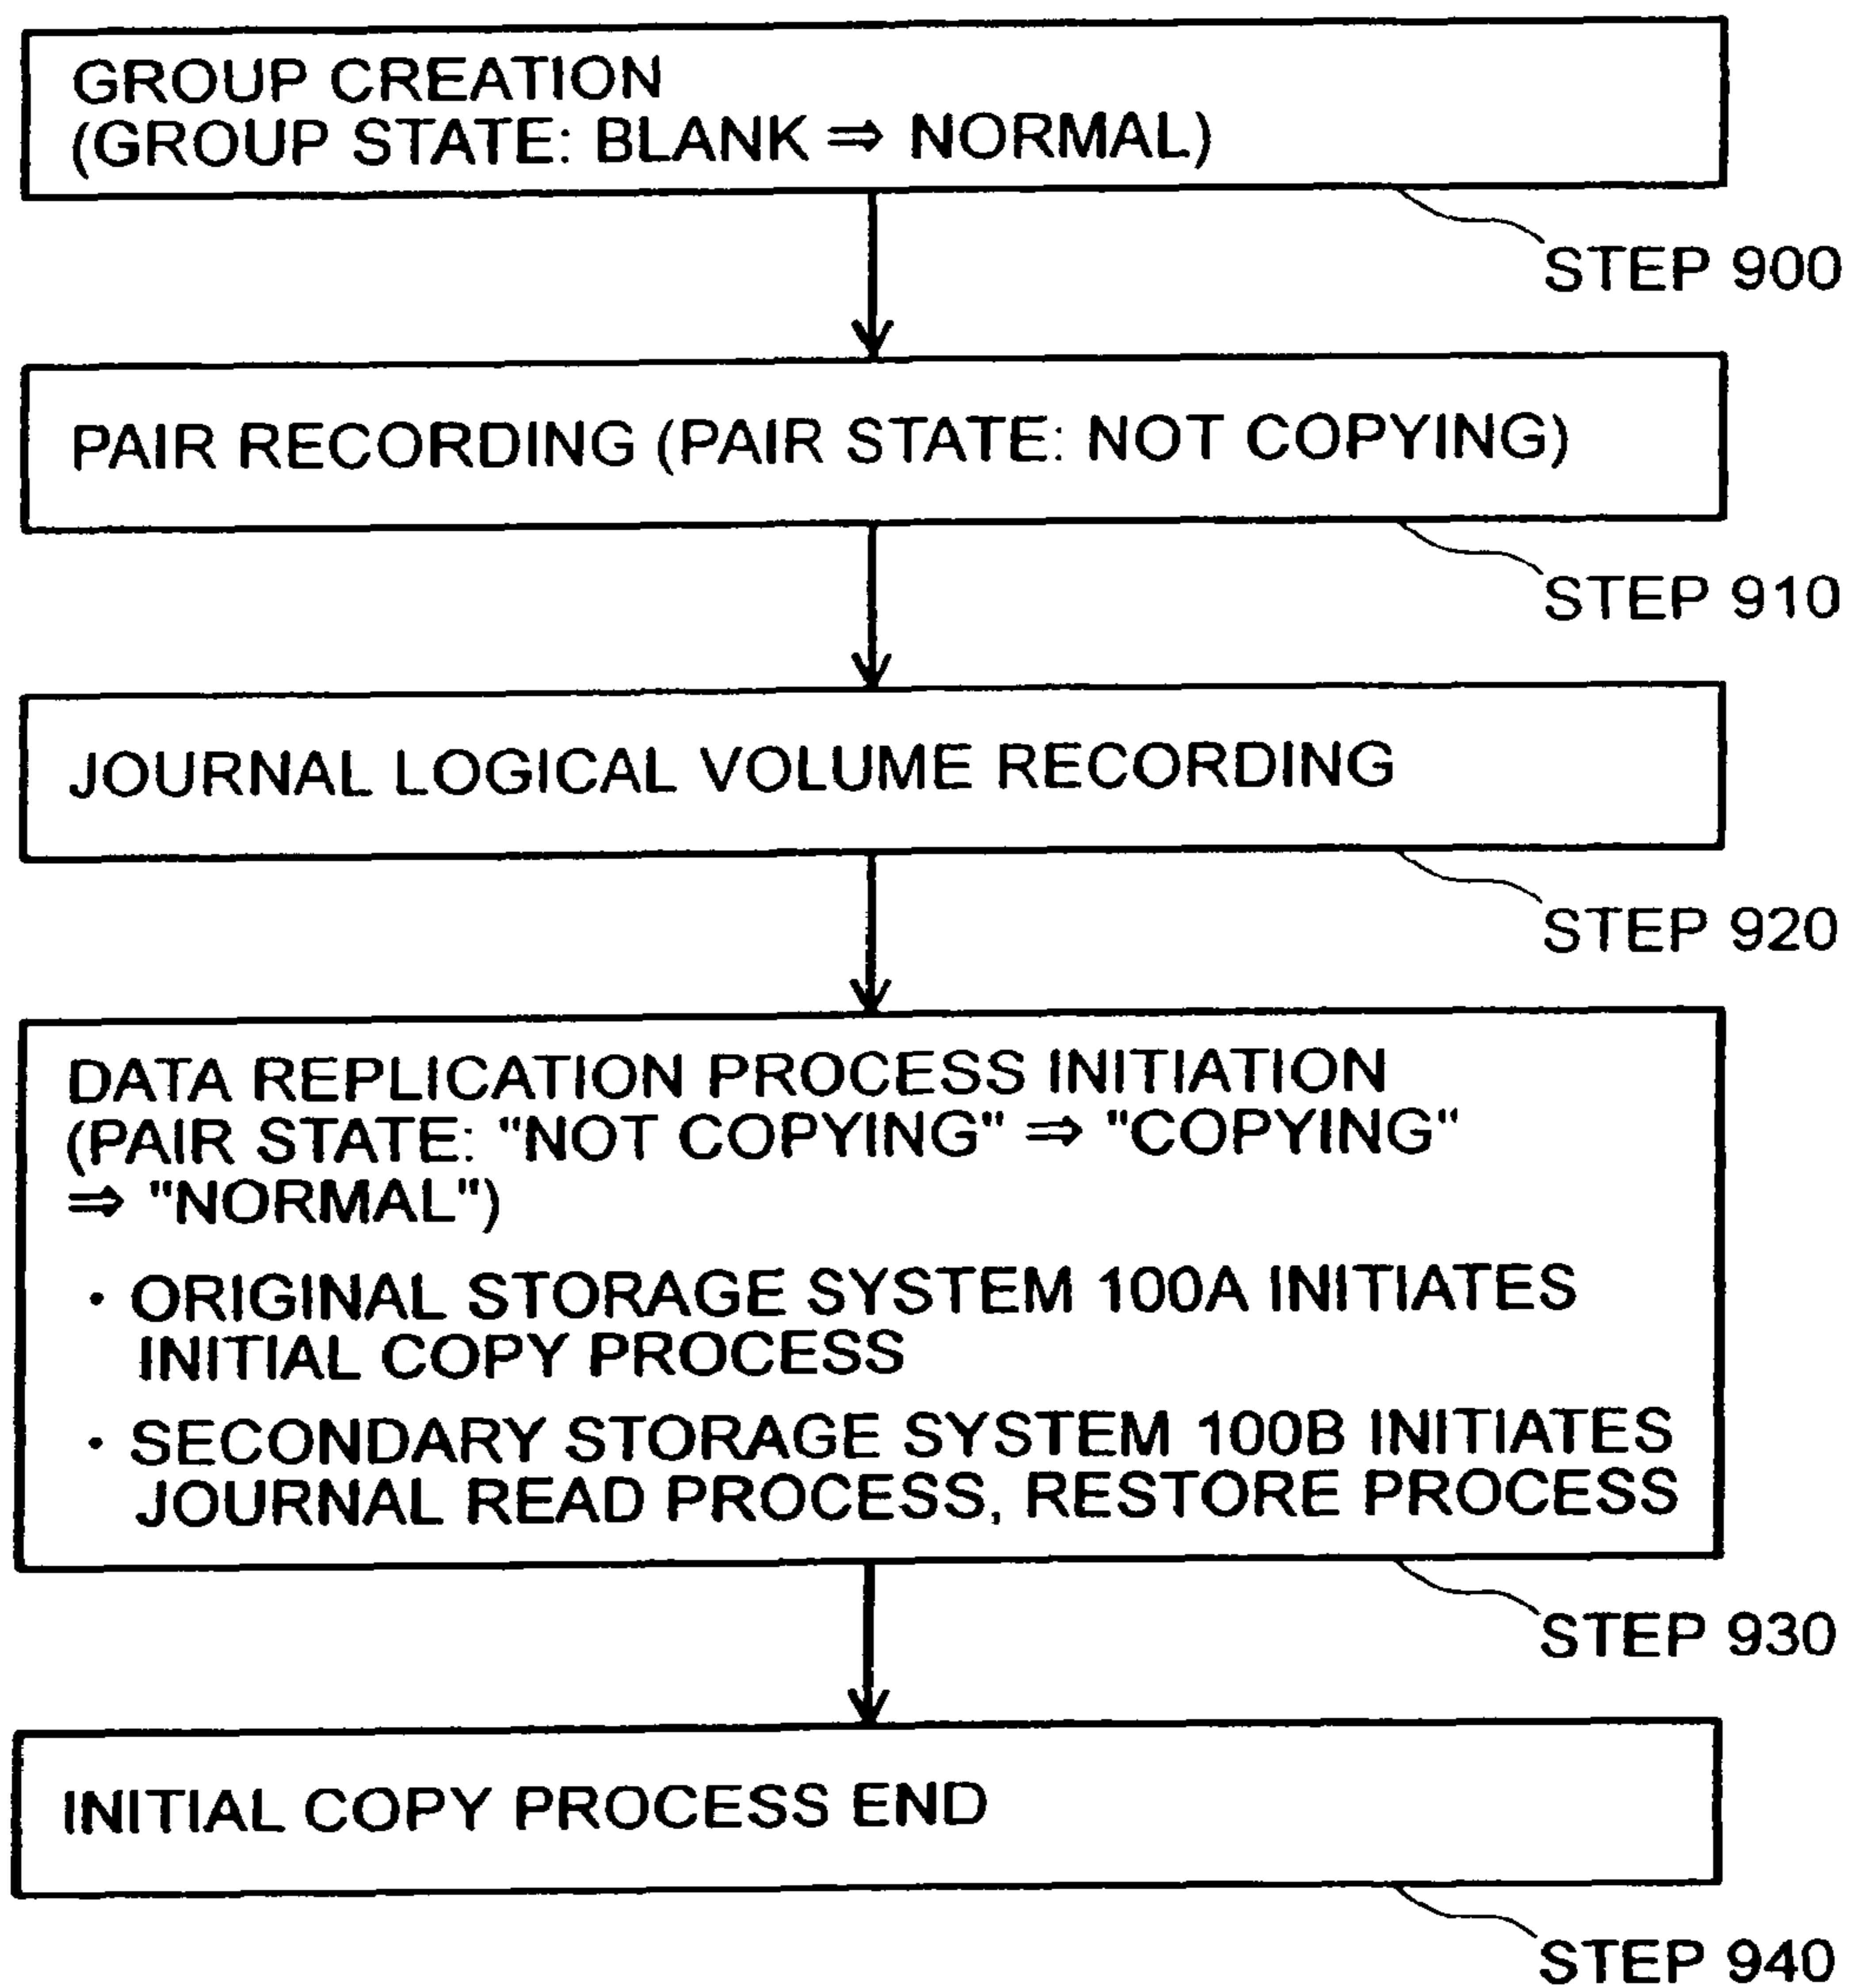 GROUP CREATION
(GROUP STATE: BLANK ⇒ NORMAL)
STEP 900
PAIR RECORDING (PAIR STATE: NOT COPYING)
STEP 910
JOURNAL LOGICAL VOLUME RECORDING
STEP 920
DATA REPLICATION PROCESS INITIATION
(PAIR STATE: "NOT COPYING" ⇒ "COPYING"
⇒ "NORMAL")
• ORIGINAL STORAGE SYSTEM 100A INITIATES
INITIAL COPY PROCESS
• SECONDARY STORAGE SYSTEM 100B INITIATES
JOURNAL READ PROCESS, RESTORE PROCESS
STEP 930
INITIAL COPY PROCESS END
STEP 940